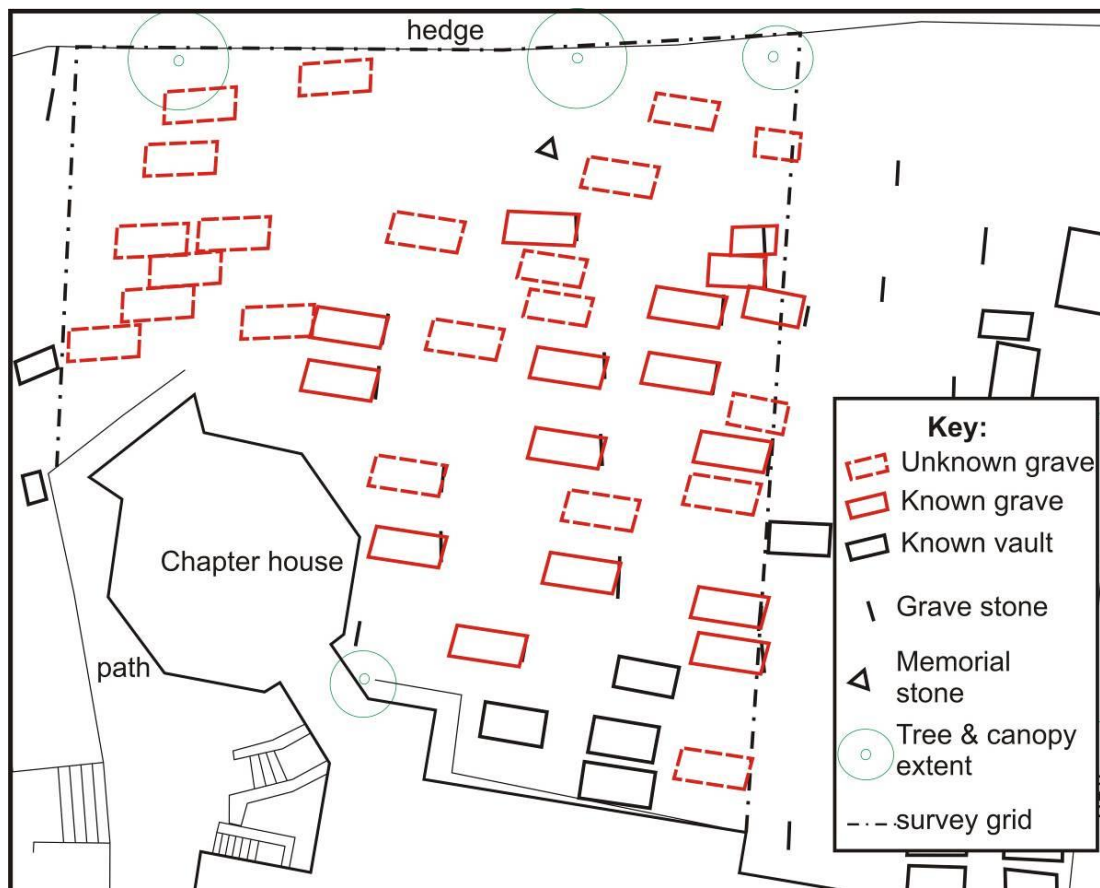 hedge
Chapter house
path
Key:
Unknown grave
Known grave
Known vault
Grave stone
Memorial
stone
Tree & canopy
extent
survey grid